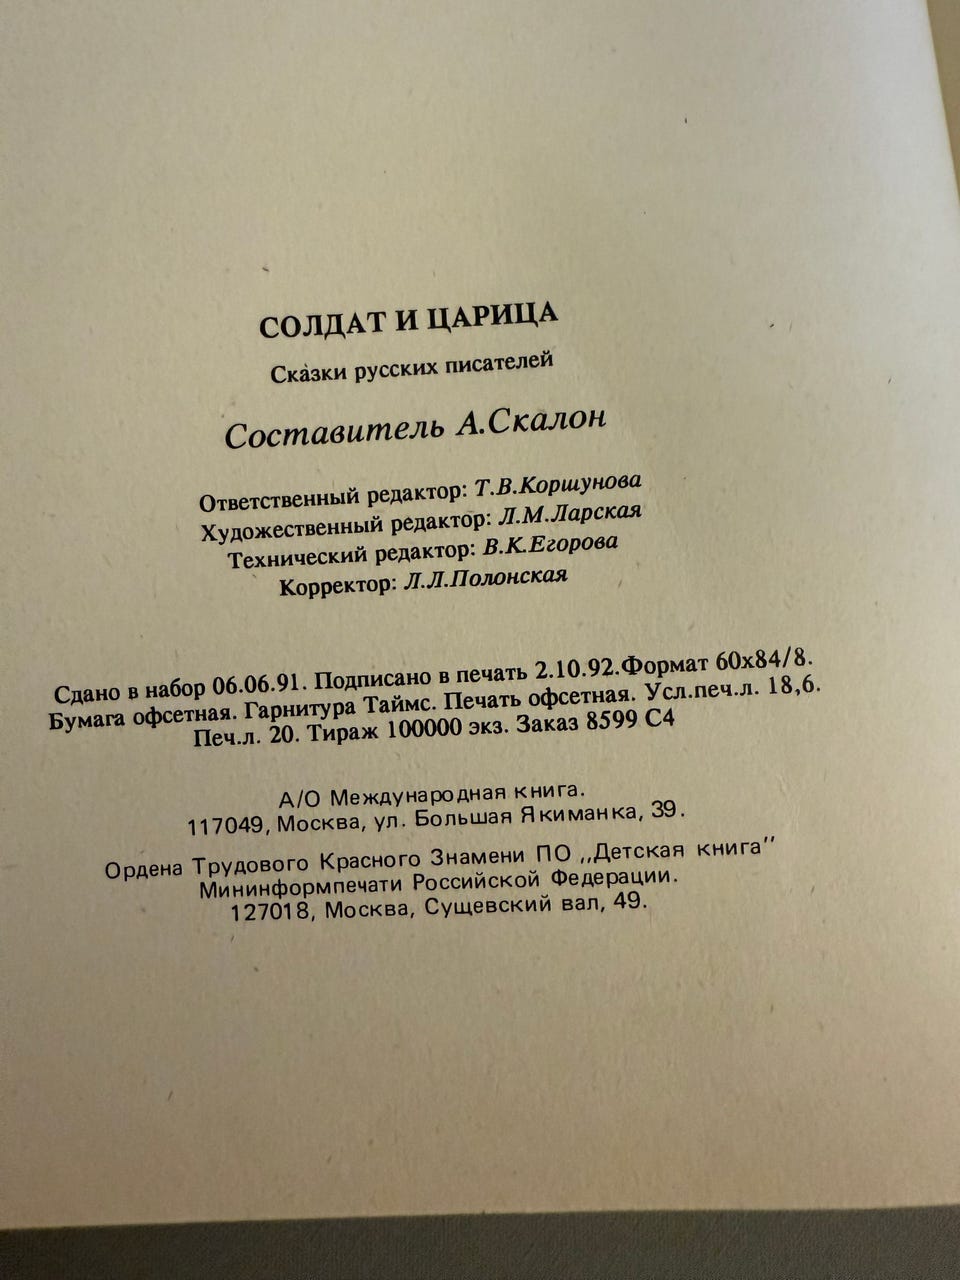 СОЛДАТ И ЦАРИЦА
Сказки русских писателей
Составитель А.Скалон
Ответственный редактор: Т.В.Коршунова
Художественный редактор: Л.М.Ларская
Технический редактор: В.К.Егорова
Корректор: Л.Л.Полонская
Сдано в набор 06.06.91. Подписано в печать 2.10.92.Формат 60х84/8.
Бумага офсетная. Гарнитура Таймс. Печать офсетная. Усл.печ.л. 18,6.
Печ.л. 20. Тираж 100000 экз. Заказ 8599 С4
А/О Международная книга.
117049, Москва, ул. Большая Якиманка, 39.
Ордена Трудового Красного Знамени ПО ,,Детская книга"
Мининформпечати Российской Федерации.
127018, Москва, Сущевский вал, 49.